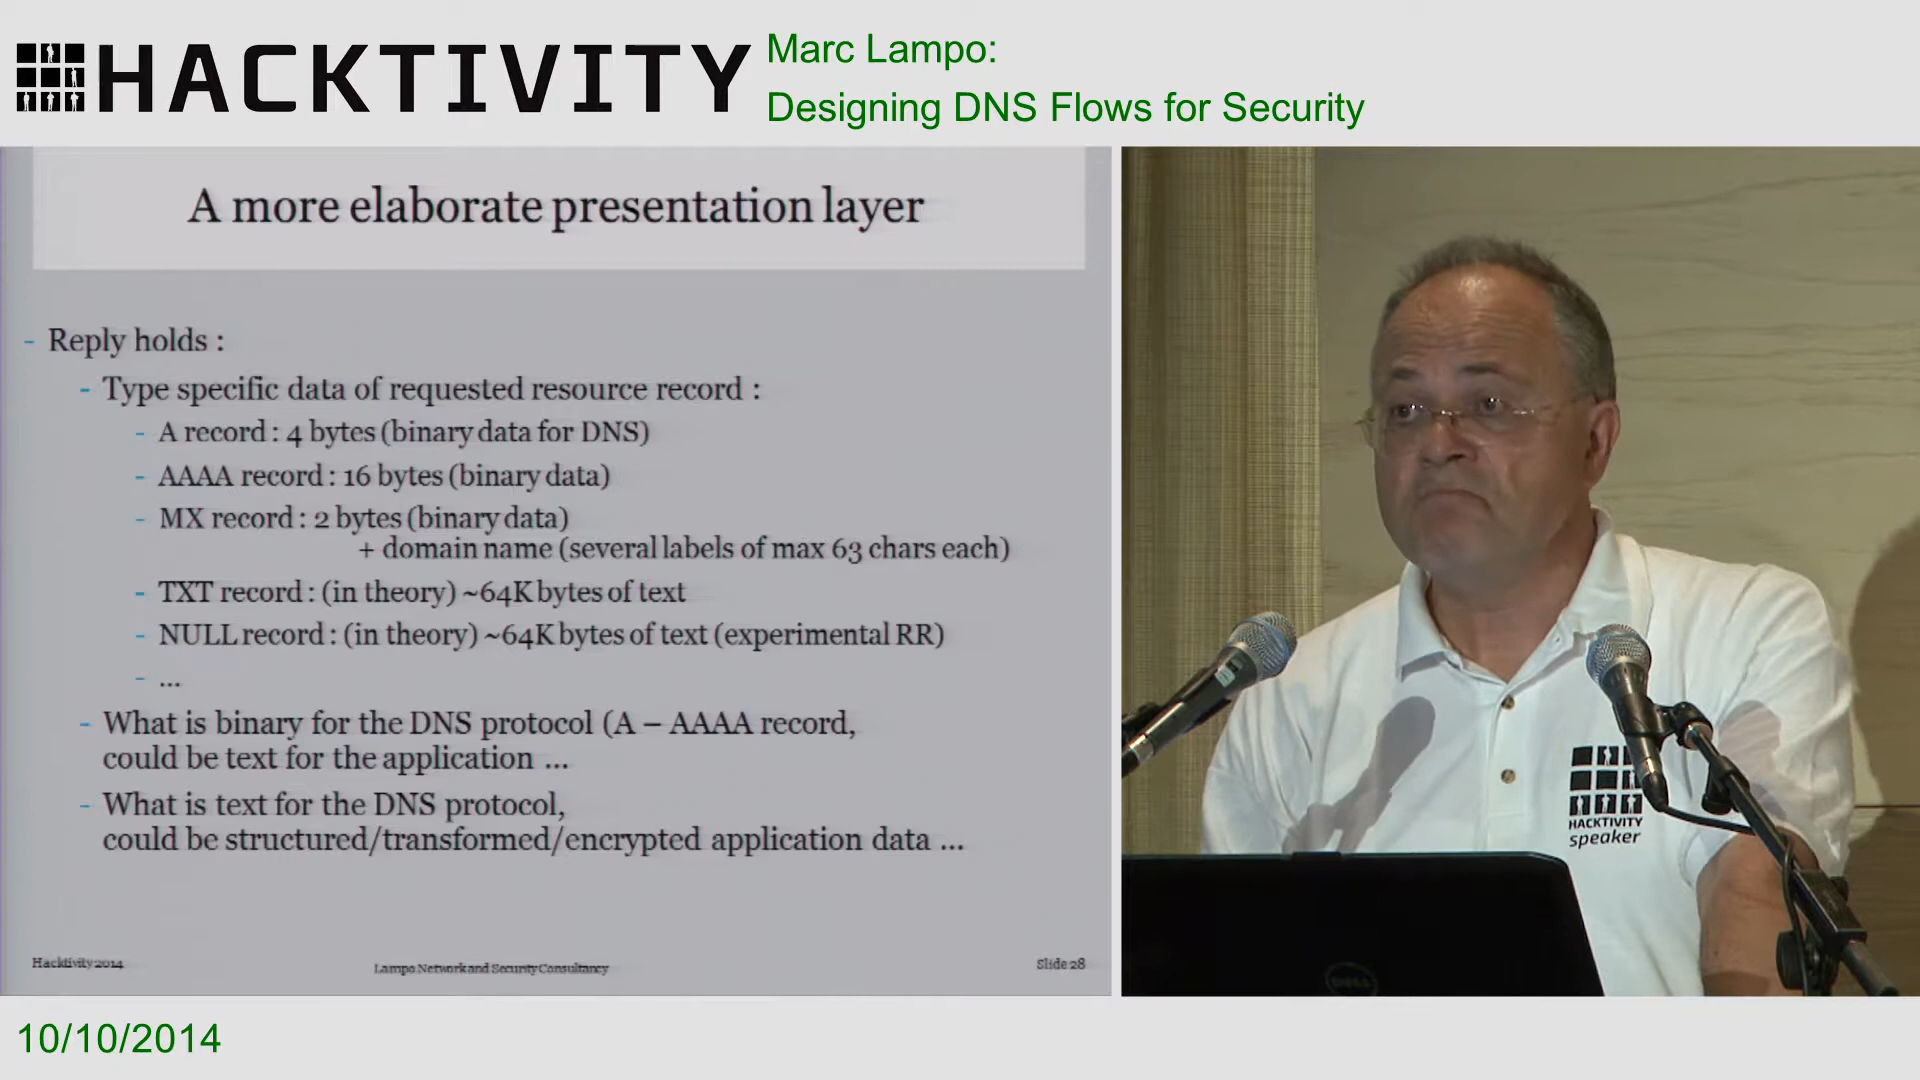 HACKTIVITY
Marc Lampo:
Designing DNS Flows for Security
A more elaborate presentation layer
- Reply holds :
- Type specific data of requested resource record :
- A record : 4 bytes (binary data for DNS)
- AAAA record : 16 bytes (binary data)
- MX record : 2 bytes (binary data)
+ domain name (several labels of max 63 chars each)
- TXT record : (in theory) ~64K bytes of text
- NULL record : (in theory) ~64K bytes of text (experimental RR)
- ...
- What is binary for the DNS protocol (A – AAAA record,
could be text for the application ...
- What is text for the DNS protocol,
could be structured/transformed/encrypted application data ...
Hacktivity 2014
Lampo Network and Security Consultancy
Slide 28
HACKTIVITY
speaker
DELL
10/10/2014